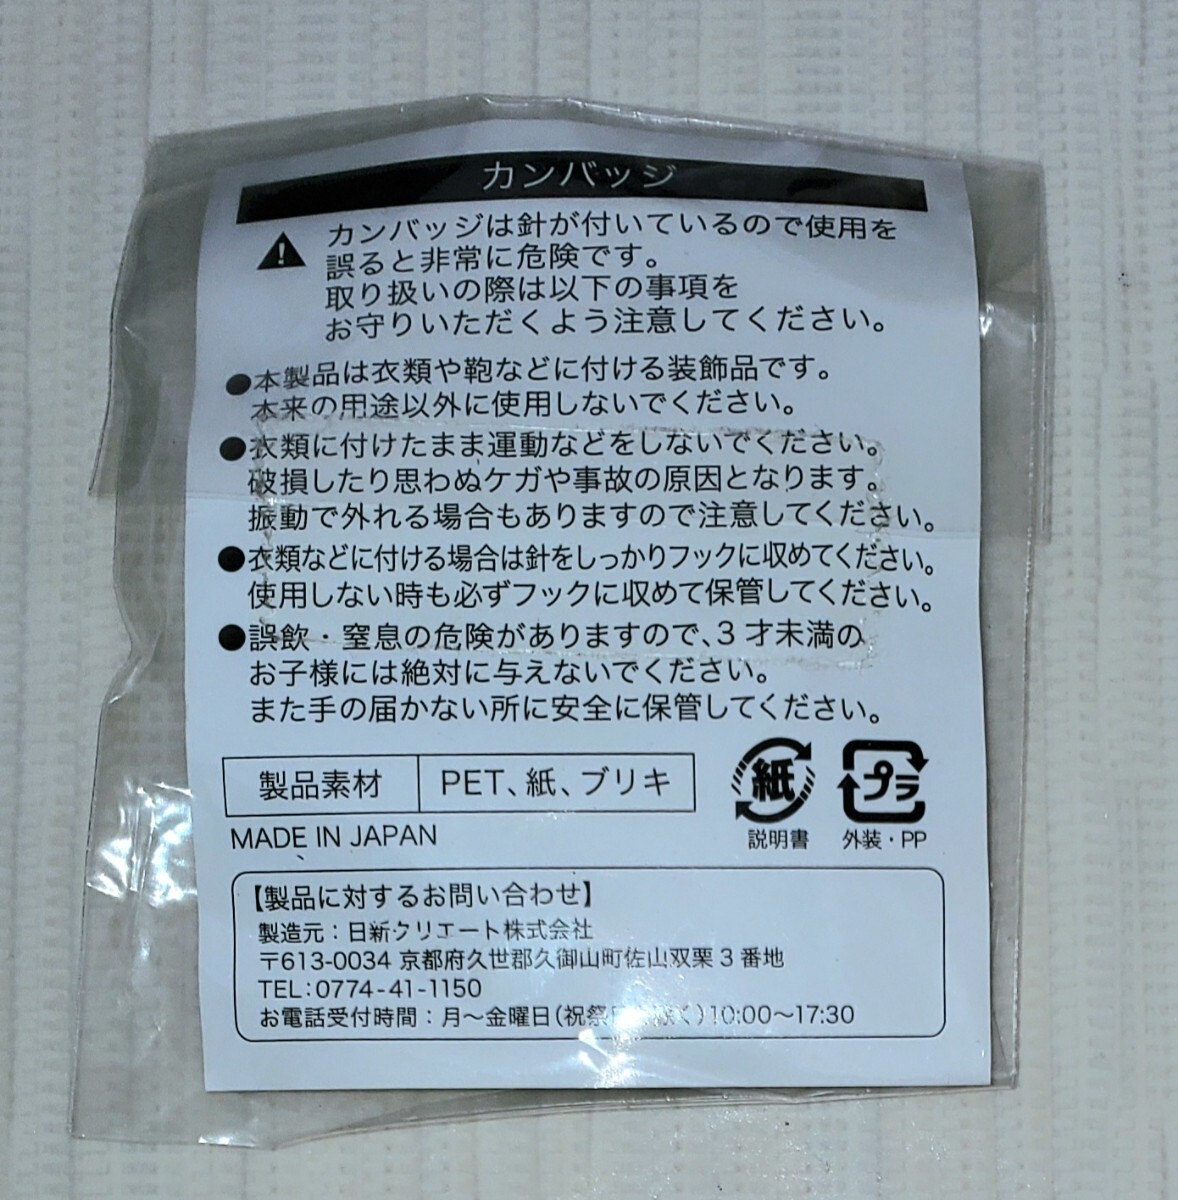 カンバッジ
カンバッジは針が付いているので使用を
誤ると非常に危険です。
取り扱いの際は以下の事項を
お守りいただくよう注意してください。
●本製品は衣類や鞄などに付ける装飾品です。
本来の用途以外に使用しないでください。
●衣類に付けたまま運動などをしないでください。
破損したり思わぬケガや事故の原因となります。
振動で外れる場合もありますので注意してください。
●衣類などに付ける場合は針をしっかりフックに収めてください。
使用しない時も必ずフックに収めて保管してください。
●誤飲・窒息の危険がありますので、3才未満の
お子様には絶対に与えないでください。
また手の届かない所に安全に保管してください。
製品素材 PET、紙、ブリキ
紙 プラ
説明書 外装・PP
MADE IN JAPAN
【製品に対するお問い合わせ】
製造元：日新クリエート株式会社
〒613-0034 京都府久世郡久御山町佐山双栗3番地
TEL:0774-41-1150
お電話受付時間：月〜金曜日(祝祭日除く)10:00〜17:30